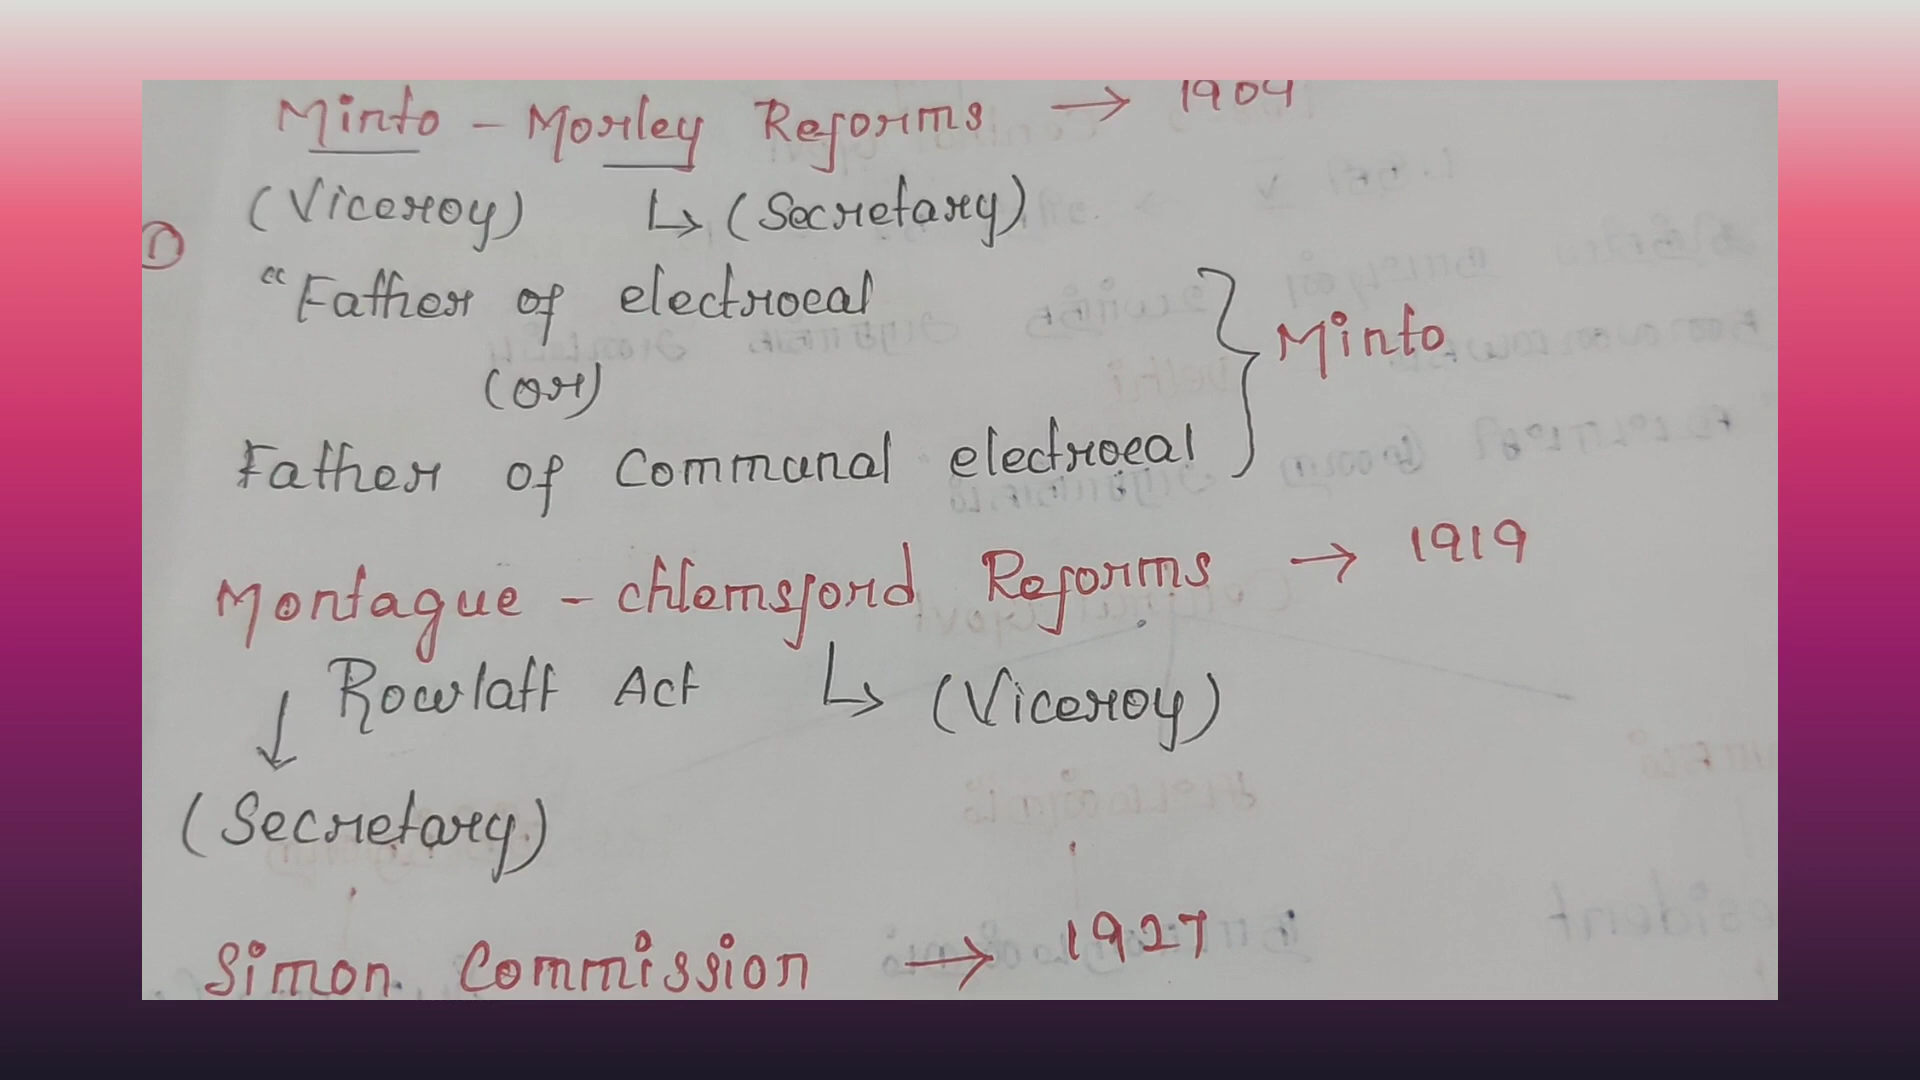 Minto - Morley Reforms → 1909
(Viceroy) ↳ (Secretary)
①
"Father of electroeal
(or)
Father of Communal electroeal } Minto
Montague - chlemsford Reforms → 1919
Rowlatt Act ↳ (Viceroy)
↓
(Secretary)
Simon Commission → 1927